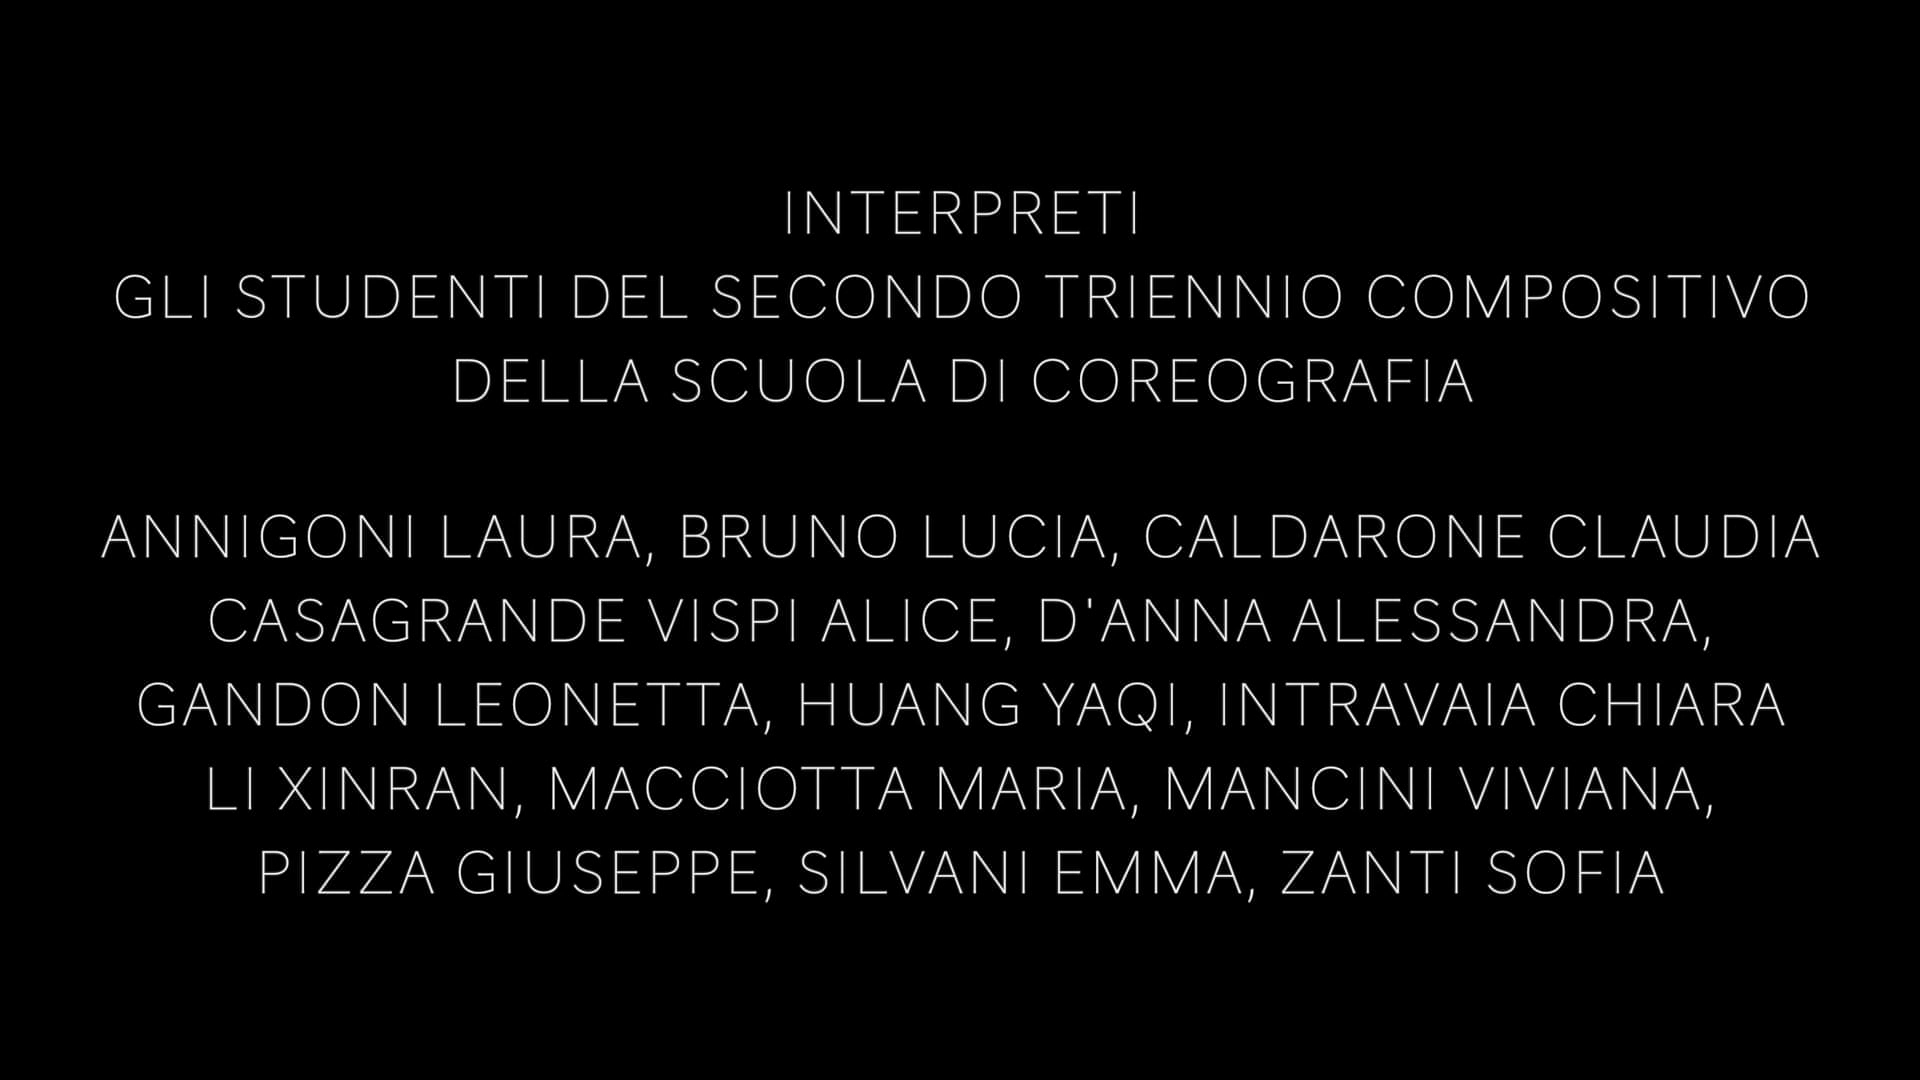 INTERPRETI
GLI STUDENTI DEL SECONDO TRIENNIO COMPOSITIVO
DELLA SCUOLA DI COREOGRAFIA
ANNIGONI LAURA, BRUNO LUCIA, CALDARONE CLAUDIA
CASAGRANDE VISPI ALICE, D'ANNA ALESSANDRA,
GANDON LEONETTA, HUANG YAQI, INTRAVAIA CHIARA
LI XINRAN, MACCIOTTA MARIA, MANCINI VIVIANA,
PIZZA GIUSEPPE, SILVANI EMMA, ZANTI SOFIA